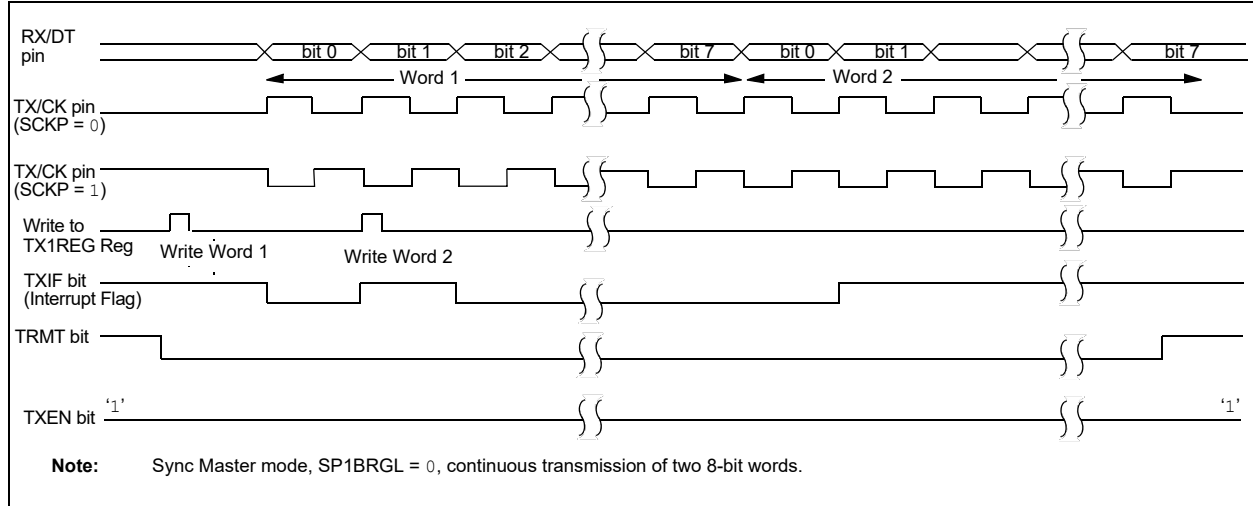 RX/DT
pin
bit 0 bit 1 bit 2 bit 7 bit 0 bit 1 bit 7
Word 1 Word 2
TX/CK pin
(SCKP = 0)
TX/CK pin
(SCKP = 1)
Write to
TX1REG Reg
Write Word 1 Write Word 2
TXIF bit
(Interrupt Flag)
TRMT bit
TXEN bit
‘1’ ‘1’
Note: Sync Master mode, SP1BRGL = 0, continuous transmission of two 8-bit words.